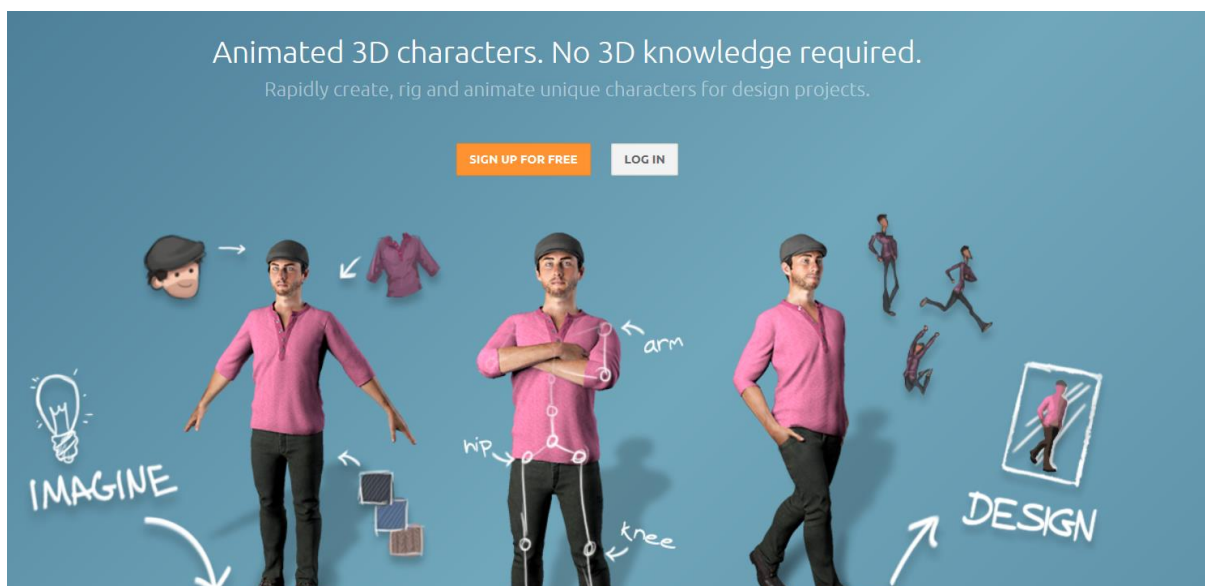 Animated 3D characters. No 3D knowledge required.
Rapidly create, rig and animate unique characters for design projects.
SIGN UP FOR FREE
LOG IN
arm
hip
IMAGINE
DESIGN
knee